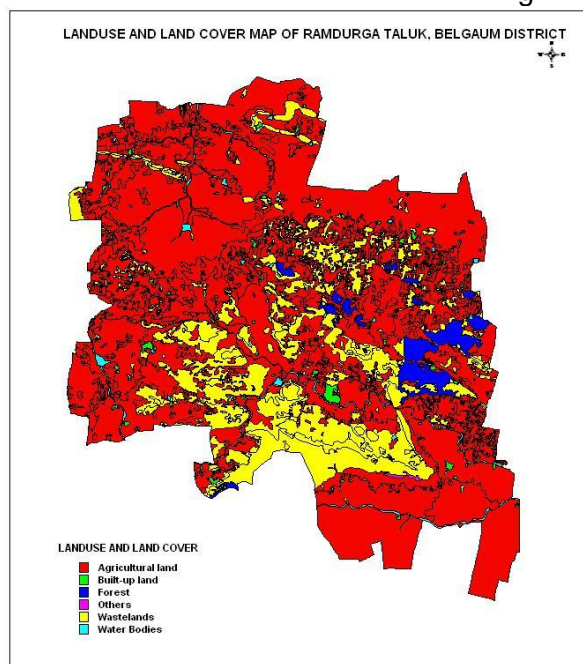 LANDUSE AND LAND COVER MAP OF RAMDURGA TALUK, BELGAUM DISTRICT
N
W E
S
LANDUSE AND LAND COVER
Agricultural land
Built-up land
Forest
Others
Wastelands
Water Bodies